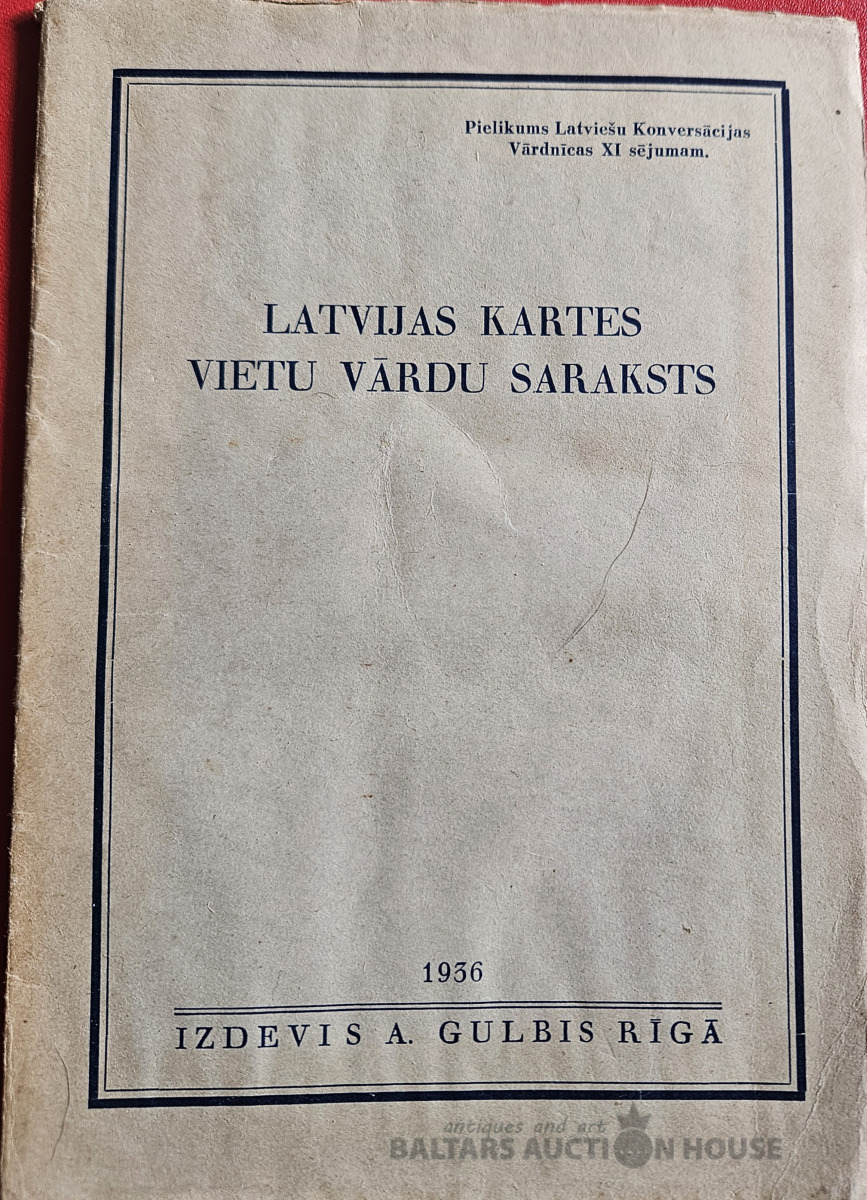 Pielikums Latviešu Konversācijas
Vārdnīcas XI sējumam.
LATVIJAS KARTES
VIETU VĀRDU SARAKSTS
1936
IZDEVIS A. GULBIS RĪGĀ
antiques and art
BALTARS AUCTION HOUSE